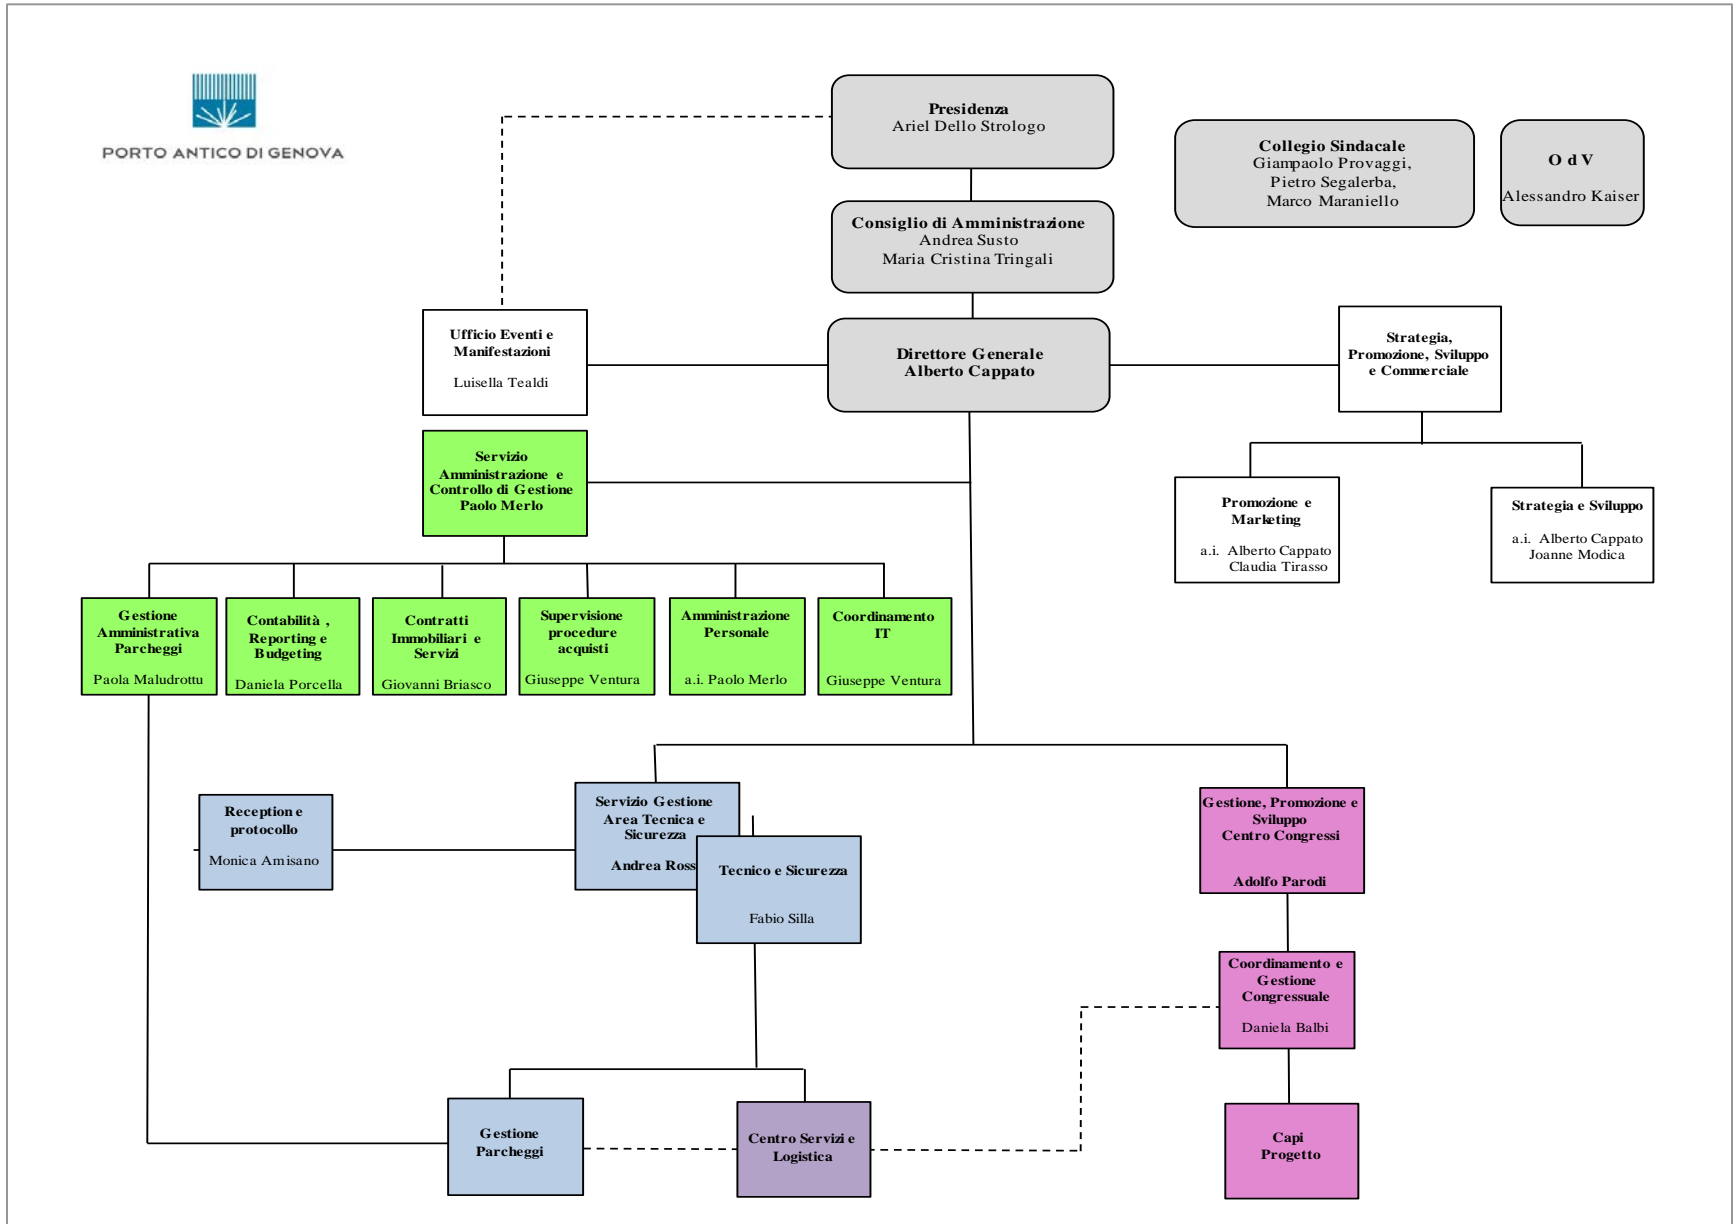 PORTO ANTICO DI GENOVA
Presidenza
Ariel Dello Strologo
Collegio Sindacale
Giampaolo Provaggi,
Pietro Segalerba,
Marco Maraniello
O d V
Alessandro Kaiser
Consiglio di Amministrazione
Andrea Susto
Maria Cristina Tringali
Ufficio Eventi e
Manifestazioni
Luisella Tealdi
Direttore Generale
Alberto Cappato
Strategia,
Promozione, Sviluppo
e Commerciale
Servizio
Amministrazione e
Controllo di Gestione
Paolo Merlo
Promozione e
Marketing
a.i. Alberto Cappato
Claudia Tirasso
Strategia e Sviluppo
a.i. Alberto Cappato
Joanne Modica
Gestione
Amministrativa
Parcheggi
Paola Maludrottu
Contabilità ,
Reporting e
Budgeting
Daniela Porcella
Contratti
Immobiliari e
Servizi
Giovanni Briasco
Supervisione
procedure
acquisti
Giuseppe Ventura
Amministrazione
Personale
a.i. Paolo Merlo
Coordinamento
IT
Giuseppe Ventura
Reception e
protocollo
Monica Amisano
Servizio Gestione
Area Tecnica e
Sicurezza
Andrea Ross
Tecnico e Sicurezza
Fabio Silla
Gestione, Promozione e
Sviluppo
Centro Congressi
Adolfo Parodi
Coordinamento e
Gestione
Congressuale
Daniela Balbi
Gestione
Parcheggi
Centro Servizi e
Logistica
Capi
Progetto